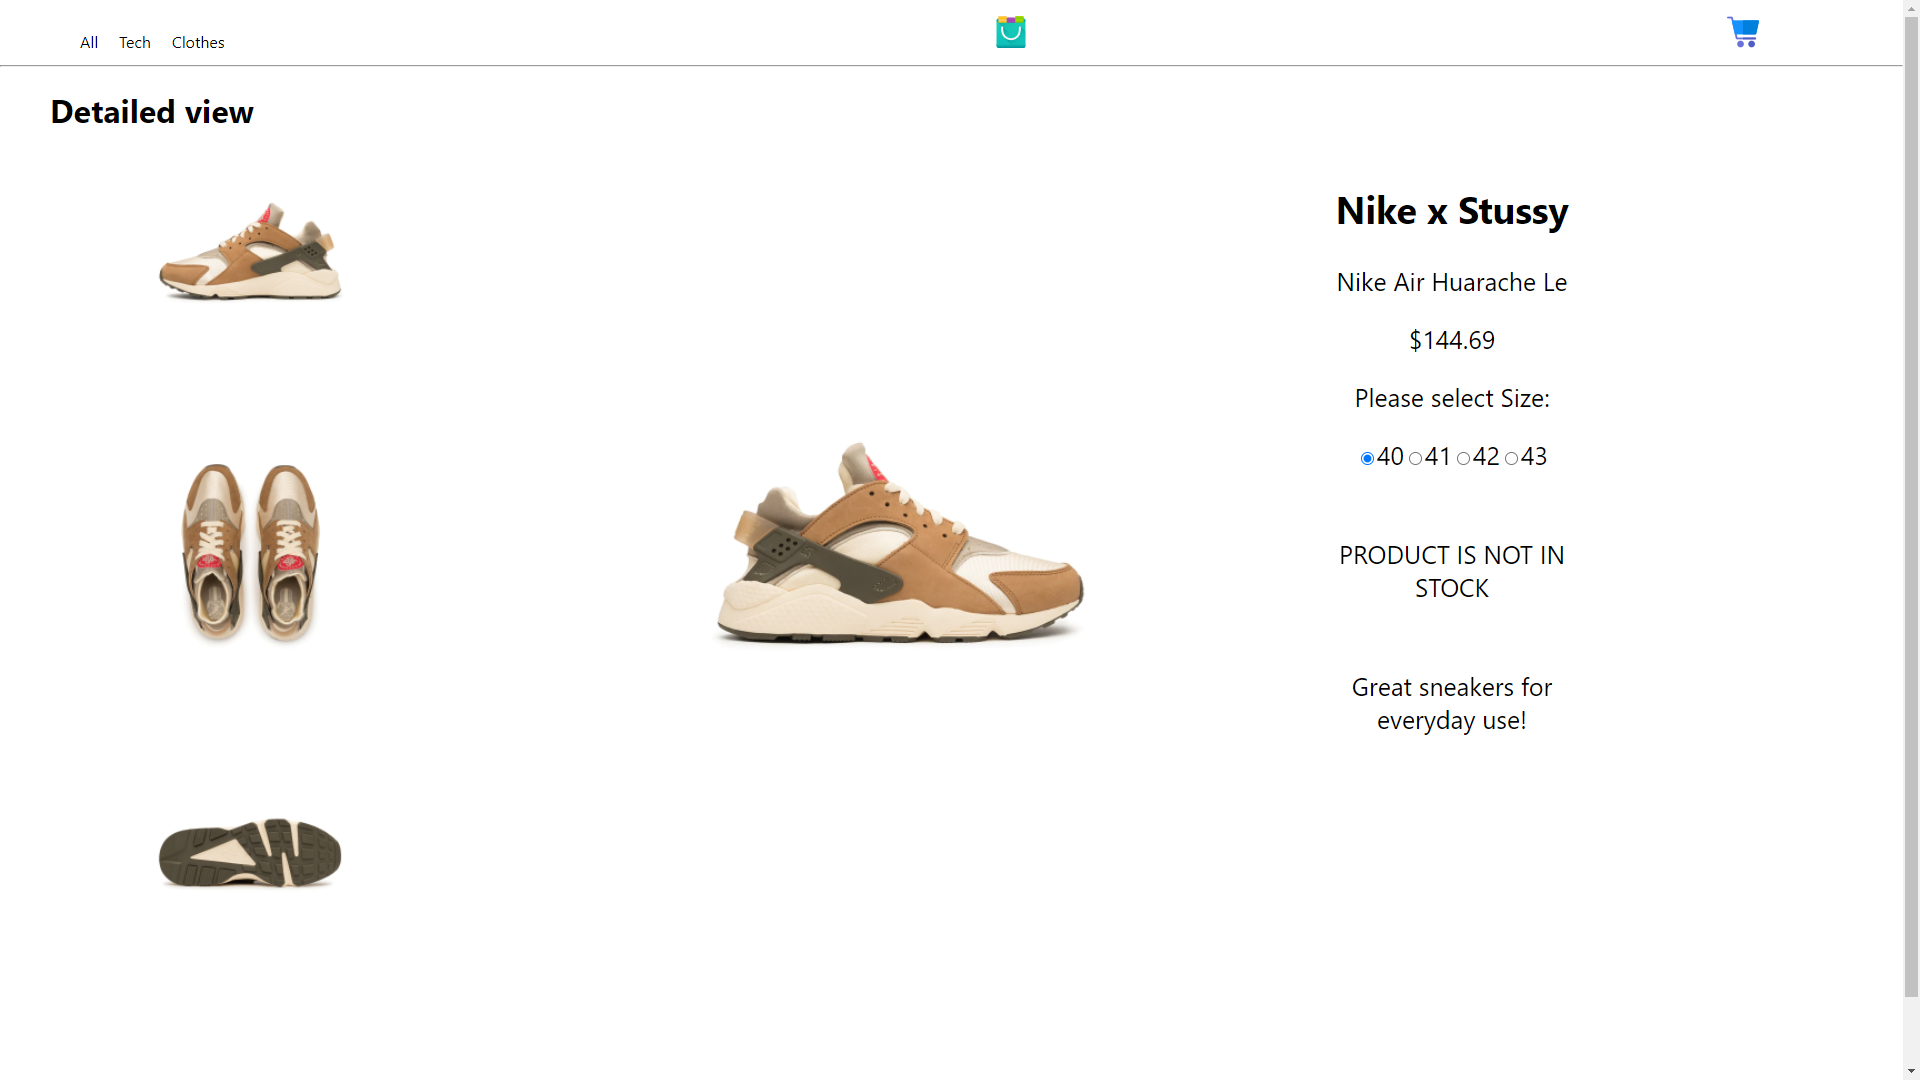 All Tech Clothes
Detailed view
Nike x Stussy
Nike Air Huarache Le
$144.69
Please select Size:
40 41 42 43
PRODUCT IS NOT IN
STOCK
Great sneakers for
everyday use!